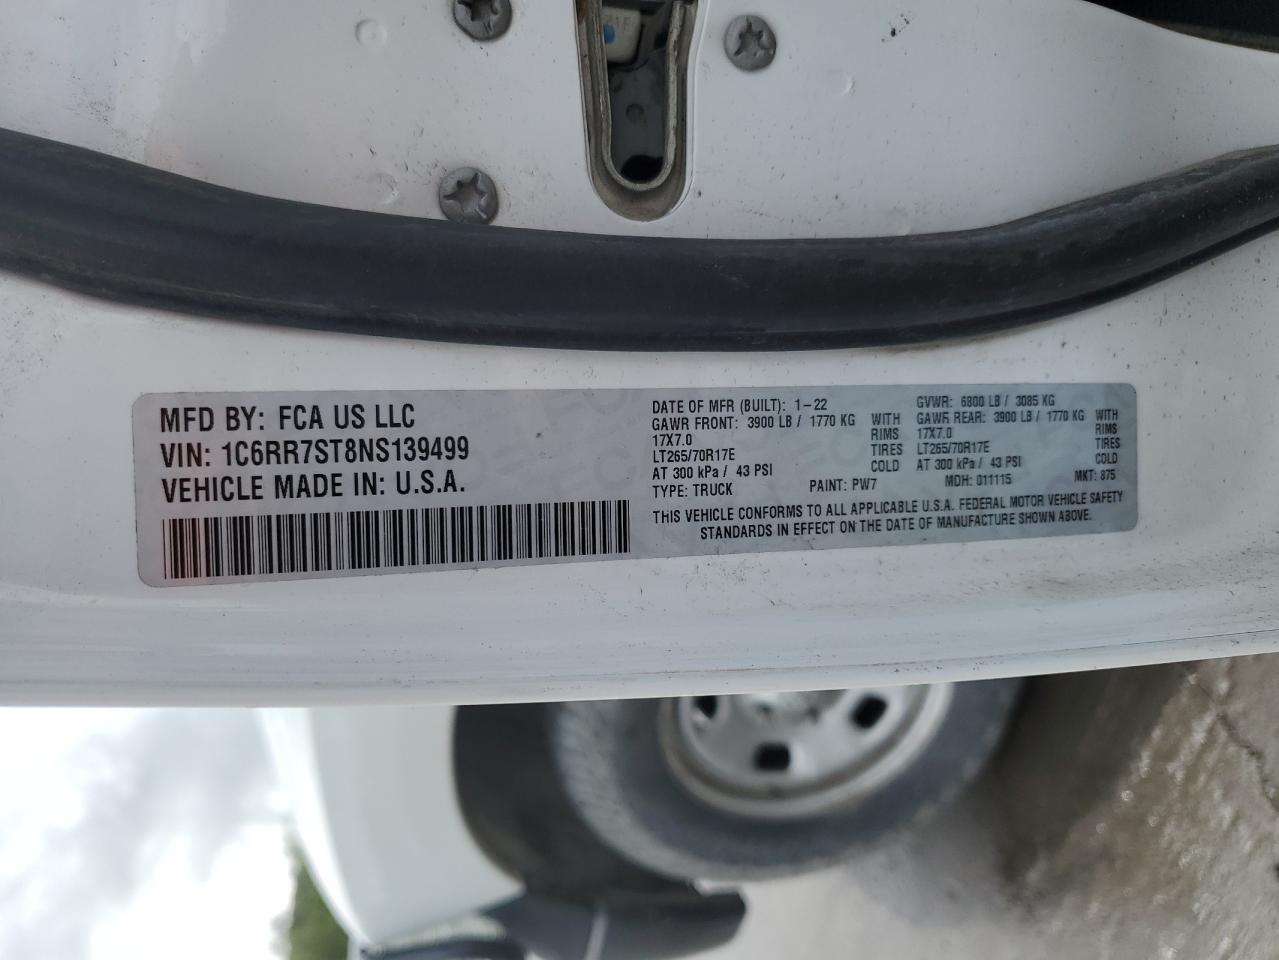 MFD BY: FCA US LLC
VIN: 1C6RR7ST8NS139499
VEHICLE MADE IN: U.S.A.
DATE OF MFR (BUILT): 1-22 GVWR: 6800 LB / 3085 KG
GAWR FRONT: 3900 LB / 1770 KG WITH GAWR REAR: 3900 LB / 1770 KG WITH
17X7.0 RIMS 17X7.0 RIMS
LT265/70R17E TIRES LT265/70R17E TIRES
AT 300 kPa / 43 PSI COLD AT 300 kPa / 43 PSI COLD
TYPE: TRUCK PAINT: PW7 MDH: 011115 MKT: 875
THIS VEHICLE CONFORMS TO ALL APPLICABLE U.S.A. FEDERAL MOTOR VEHICLE SAFETY
STANDARDS IN EFFECT ON THE DATE OF MANUFACTURE SHOWN ABOVE.